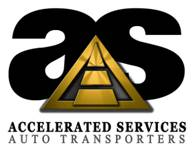 as
ACCELERATED SERVICES
AUTO TRANSPORTERS